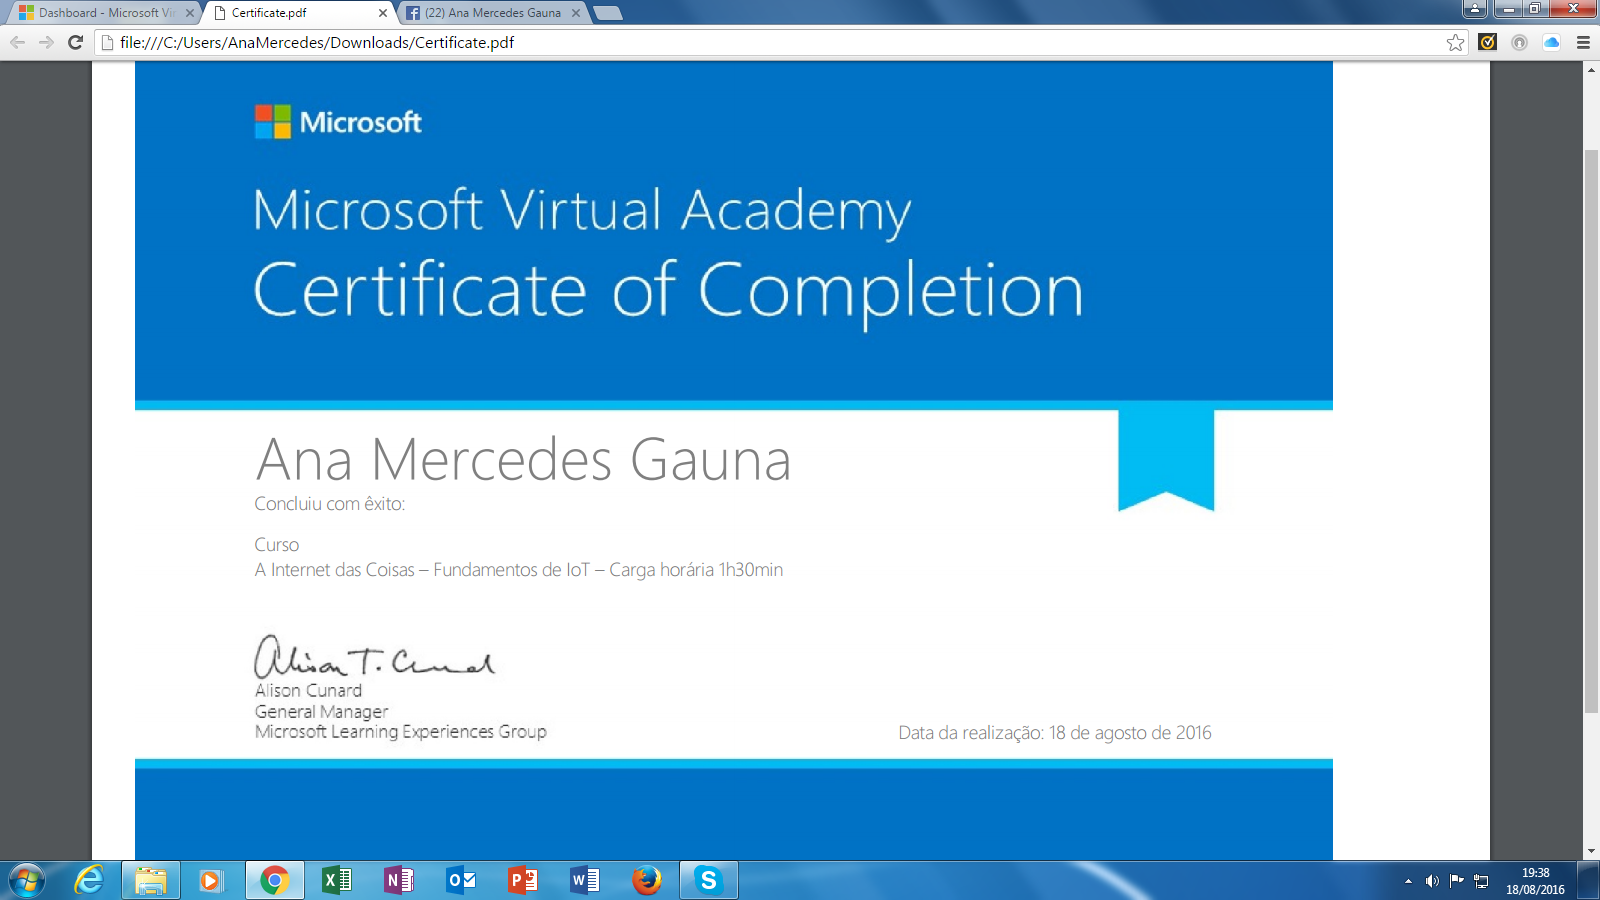 Dashboard - Microsoft Vir
Certificate.pdf
(22) Ana Mercedes Gauna
file:///C:/Users/AnaMercedes/Downloads/Certificate.pdf
Microsoft
Microsoft Virtual Academy
Certificate of Completion
Ana Mercedes Gauna
Concluiu com êxito:
Curso
A Internet das Coisas – Fundamentos de IoT – Carga horária 1h30min
Alison T. Cunard
Alison Cunard
General Manager
Microsoft Learning Experiences Group
Data da realização: 18 de agosto de 2016
19:38
18/08/2016